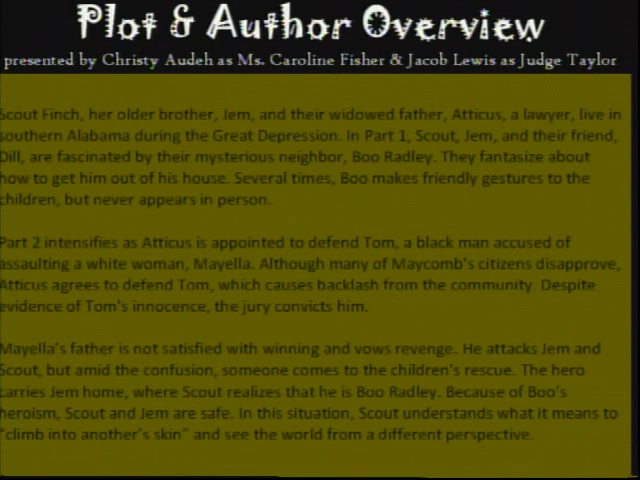 Plot & Author Overview
presented by Christy Audeh as Ms. Caroline Fisher & Jacob Lewis as Judge Taylor
Scout Finch, her older brother, Jem, and their widowed father, Atticus, a lawyer, live in
southern Alabama during the Great Depression. In Part 1, Scout, Jem, and their friend,
Dill, are fascinated by their mysterious neighbor, Boo Radley. They fantasize about
how to get him out of his house. Several times, Boo makes friendly gestures to the
children, but never appears in person.
Part 2 intensifies as Atticus is appointed to defend Tom, a black man accused of
assaulting a white woman, Mayella. Although many of Maycomb's citizens disapprove,
Atticus agrees to defend Tom, which causes backlash from the community. Despite
evidence of Tom's innocence, the jury convicts him.
Mayella's father is not satisfied with winning and vows revenge. He attacks Jem and
Scout, but amid the confusion, someone comes to the children's rescue. The hero
carries Jem home, where Scout realizes that he is Boo Radley. Because of Boo's
heroism, Scout and Jem are safe. In this situation, Scout understands what it means to
"climb into another's skin" and see the world from a different perspective.